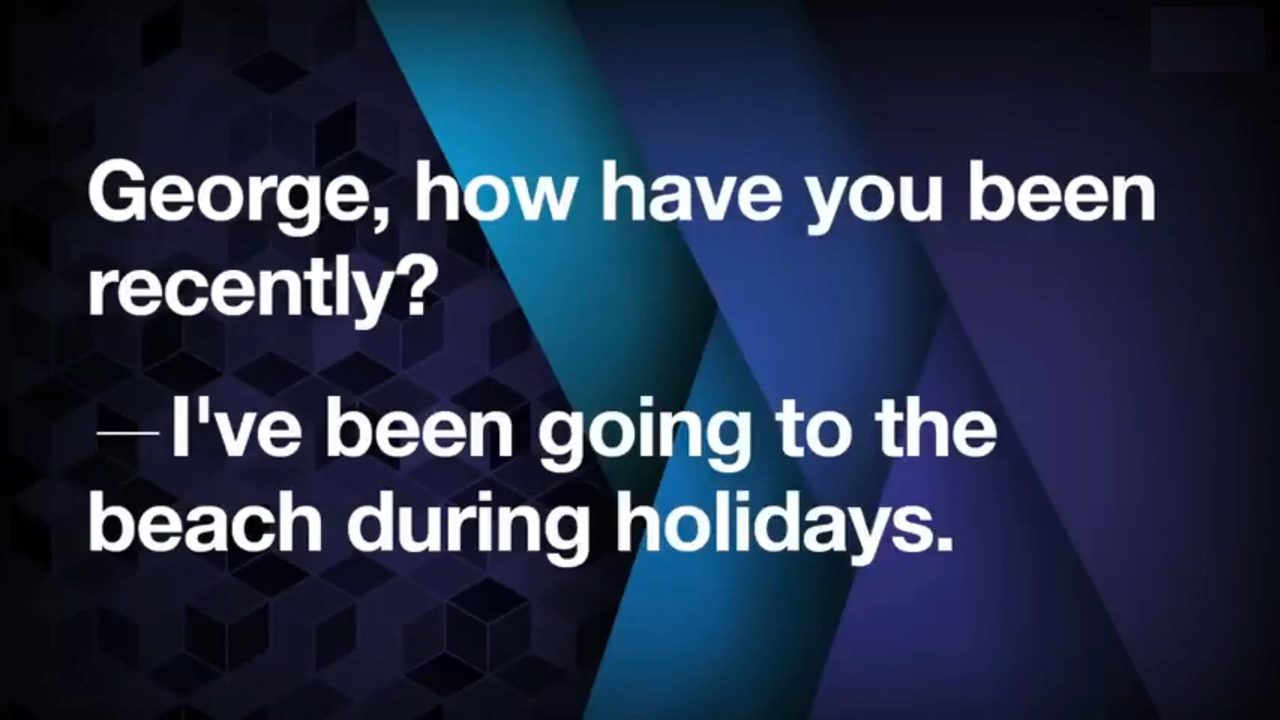 George, how have you been
recently?
—I've been going to the
beach during holidays.